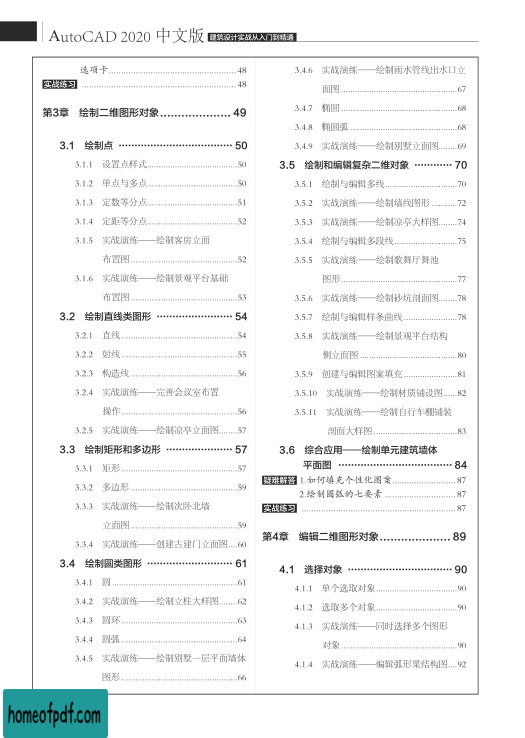 AutoCAD 2020 中文版 建筑设计实战从入门到精通
选项卡 48
实战练习 48
第3章 绘制二维图形对象 49
3.1 绘制点 50
3.1.1 设置点样式 50
3.1.2 单点与多点 50
3.1.3 定数等分点 51
3.1.4 定距等分点 52
3.1.5 实战演练——绘制客房立面
布置图 52
3.1.6 实战演练——绘制景观平台基础
布置图 53
3.2 绘制直线类图形 54
3.2.1 直线 54
3.2.2 射线 55
3.2.3 构造线 56
3.2.4 实战演练——完善会议室布置
操作 56
3.2.5 实战演练——绘制凉亭立面图 57
3.3 绘制矩形和多边形 57
3.3.1 矩形 57
3.3.2 多边形 59
3.3.3 实战演练——绘制次卧北墙
立面图 59
3.3.4 实战演练——创建古建门立面图 60
3.4 绘制圆类图形 61
3.4.1 圆 61
3.4.2 实战演练——绘制立柱大样图 62
3.4.3 圆环 63
3.4.4 圆弧 64
3.4.5 实战演练——绘制别墅一层平面墙体
图形 66
3.4.6 实战演练——绘制雨水管线出水口立
面图 67
3.4.7 椭圆 68
3.4.8 椭圆弧 68
3.4.9 实战演练——绘制别墅立面图 69
3.5 绘制和编辑复杂二维对象 70
3.5.1 绘制与编辑多线 70
3.5.2 实战演练——绘制墙线图形 72
3.5.3 实战演练——绘制凉亭大样图 74
3.5.4 绘制与编辑多段线 75
3.5.5 实战演练——绘制歌舞厅舞池
图形 77
3.5.6 实战演练——绘制砂坑剖面图 78
3.5.7 绘制与编辑样条曲线 78
3.5.8 实战演练——绘制景观平台结构
侧立面图 80
3.5.9 创建与编辑图案填充 81
3.5.10 实战演练——绘制材质铺设图 82
3.5.11 实战演练——绘制自行车棚铺装
剖面大样图 83
3.6 综合应用——绘制单元建筑墙体
平面图 84
疑难解答 1.如何填充个性化图案 87
2.绘制圆弧的七要素 87
实战练习 87
第4章 编辑二维图形对象 89
4.1 选择对象 90
4.1.1 单个选取对象 90
4.1.2 选取多个对象 90
4.1.3 实战演练——同时选择多个图形
对象 90
4.1.4 实战演练——编辑弧形梁结构图 92
homeofpdf.com